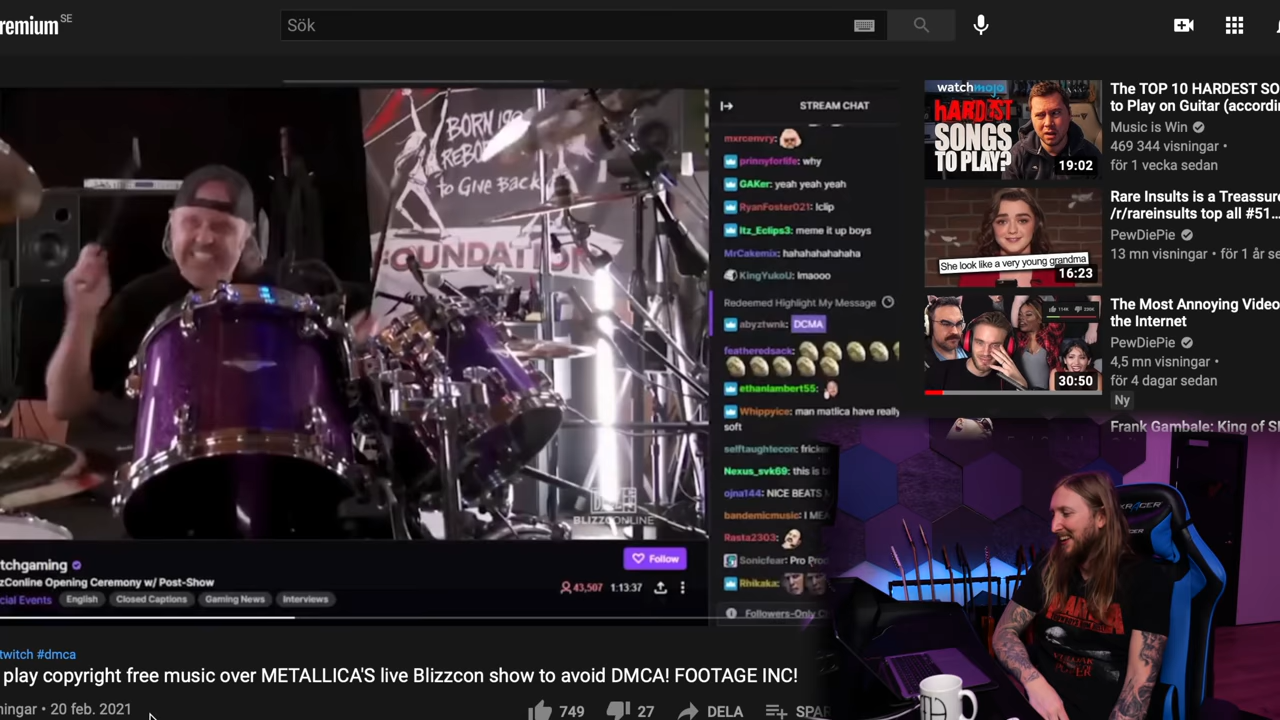 remium SE
Sök
BORN
REBO
to Give Back
FOUNDATION
BLIZZCONLINE
STREAM CHAT
mxrcenvry:
prinnyforlife: why
GAKer: yeah yeah yeah
RyanFoster021: !clip
Itz_Eclips3: meme it up boys
MrCakemix: hahahahahahaha
KingYukoU: lmaooo
Redeemed Highlight My Message
abyztwnk: DCMA
featheredsack:
ethanlambert55:
Whippyice: man matlica have really
soft
selftaughtecon: fricke
Nexus_svk69: this is b
ojna144: NICE BEATS
bandemicmusic: I ME
Rasta2303:
Sonicfear: Pro Pro
Rhikaka:
Followers-Only C
tchgaming
Follow
zConline Opening Ceremony w/ Post-Show
43,507 1:13:37
cial Events English Closed Captions Gaming News Interviews
twitch #dmca
play copyright free music over METALLICA'S live Blizzcon show to avoid DMCA! FOOTAGE INC!
ningar • 20 feb. 2021
749 27 DELA SPAR
watchmojo
hARDEST
SONGS
TO PLAY?
19:02
The TOP 10 HARDEST SO
to Play on Guitar (accordi
Music is Win
469 344 visningar •
för 1 vecka sedan
She look like a very young grandma
16:23
Rare Insults is a Treasure
/r/rareinsults top all #51...
PewDiePie
13 mn visningar • för 1 år se
30:50
The Most Annoying Video
the Internet
PewDiePie
4,5 mn visningar •
för 4 dagar sedan
Ny
Frank Gambale: King of S